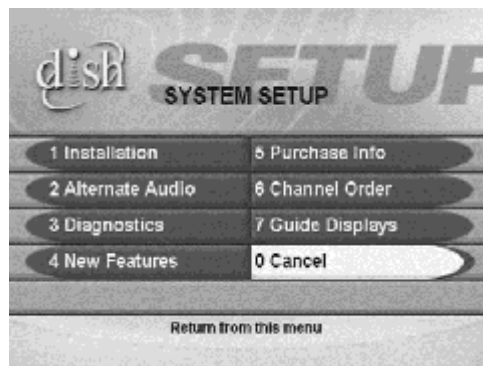 dish
SETUP
SYSTEM SETUP
1 Installation
5 Purchase Info
2 Alternate Audio
6 Channel Order
3 Diagnostics
7 Guide Displays
4 New Features
0 Cancel
Return from this menu